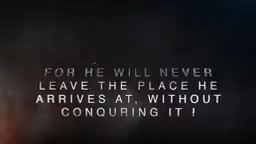 FOR HE WILL NEVER
LEAVE THE PLACE HE
ARRIVES AT, WITHOUT
CONQURING IT !